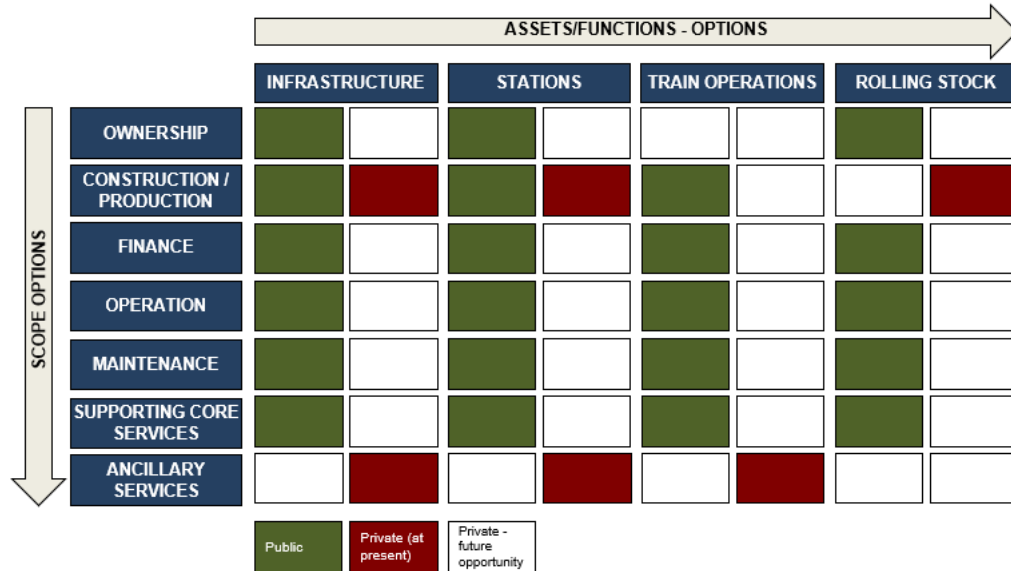 ASSETS/FUNCTIONS - OPTIONS
INFRASTRUCTURE
STATIONS
TRAIN OPERATIONS
ROLLING STOCK
SCOPE OPTIONS
OWNERSHIP
CONSTRUCTION /
PRODUCTION
FINANCE
OPERATION
MAINTENANCE
SUPPORTING CORE
SERVICES
ANCILLARY
SERVICES
Public
Private (at
present)
Private -
future
opportunity